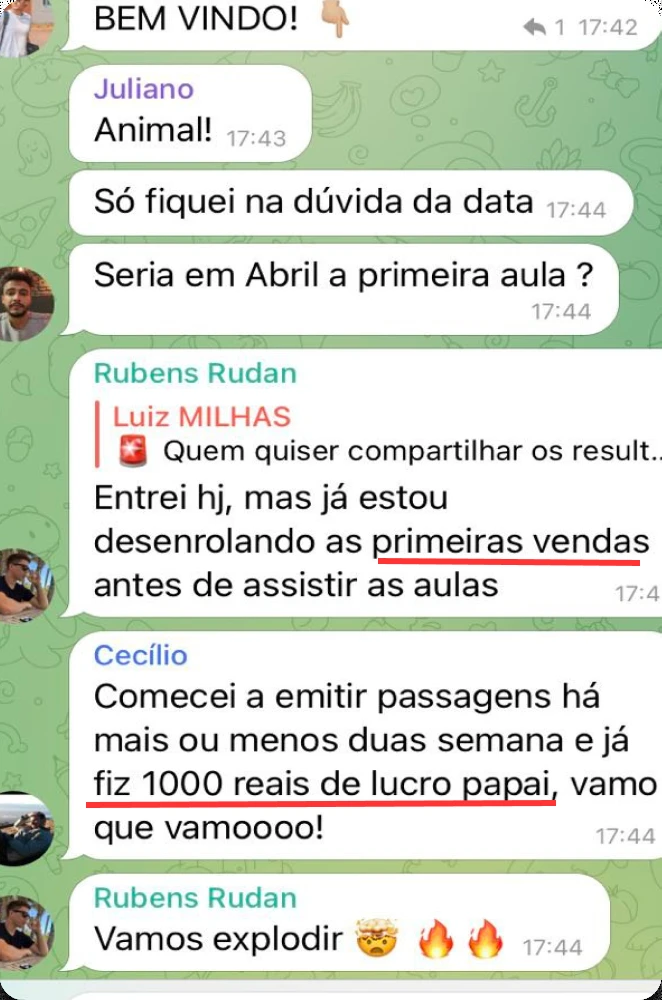 BEM VINDO! 👇🏼
1 17:42
Juliano
Animal! 17:43
Só fiquei na dúvida da data 17:44
Seria em Abril a primeira aula ?
17:44
Rubens Rudan
Luiz MILHAS
🚨 Quem quiser compartilhar os result..
Entrei hj, mas já estou
desenrolando as primeiras vendas
antes de assistir as aulas
17:4
Cecílio
Comecei a emitir passagens há
mais ou menos duas semana e já
fiz 1000 reais de lucro papai, vamo
que vamoooo!
17:44
Rubens Rudan
Vamos explodir 🤯 🔥 🔥 17:44